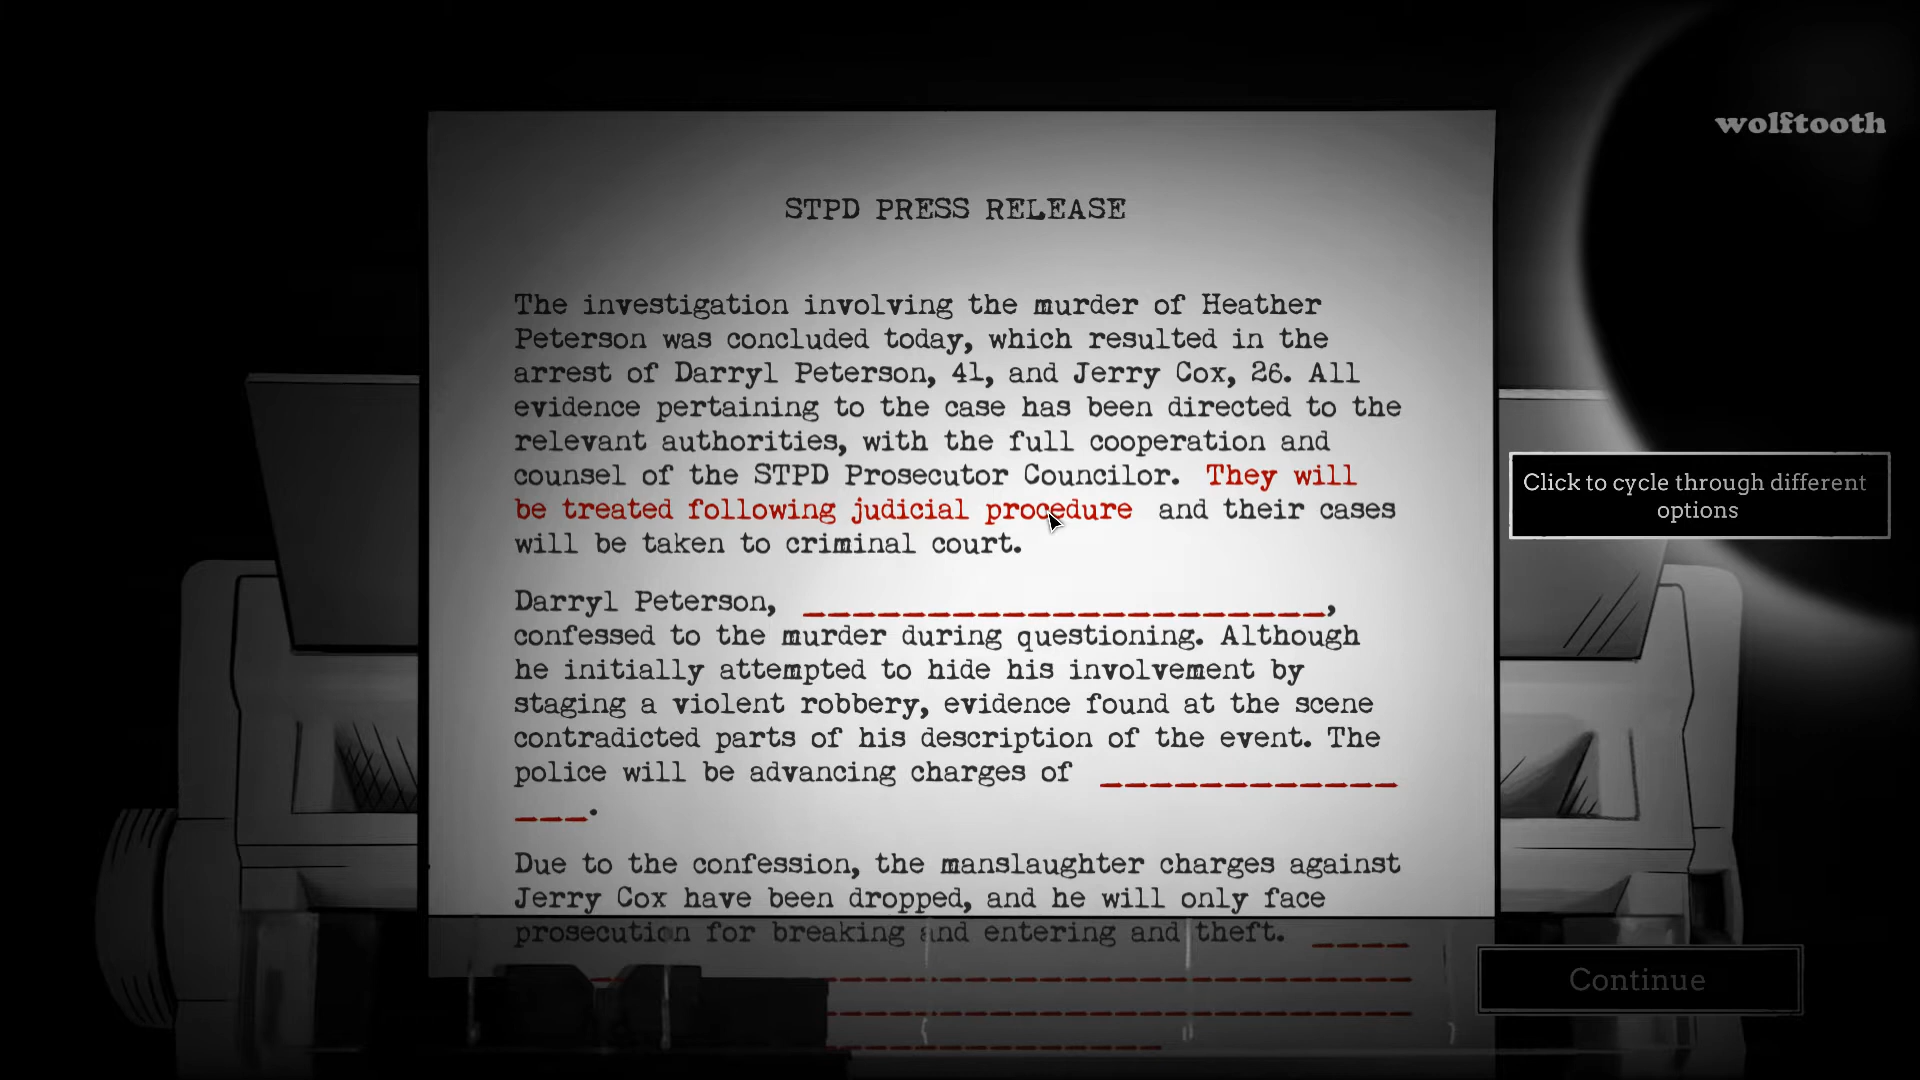 wolftooth
STPD PRESS RELEASE
The investigation involving the murder of Heather
Peterson was concluded today, which resulted in the
arrest of Darryl Peterson, 41, and Jerry Cox, 26. All
evidence pertaining to the case has been directed to the
relevant authorities, with the full cooperation and
counsel of the STPD Prosecutor Councilor. They will
be treated following judicial procedure and their cases
will be taken to criminal court.
Click to cycle through different
options
Darryl Peterson, _____________________,
confessed to the murder during questioning. Although
he initially attempted to hide his involvement by
staging a violent robbery, evidence found at the scene
contradicted parts of his description of the event. The
police will be advancing charges of ____________
___.
Due to the confession, the manslaughter charges against
Jerry Cox have been dropped, and he will only face
prosecution for breaking and entering and theft. ____
Continue